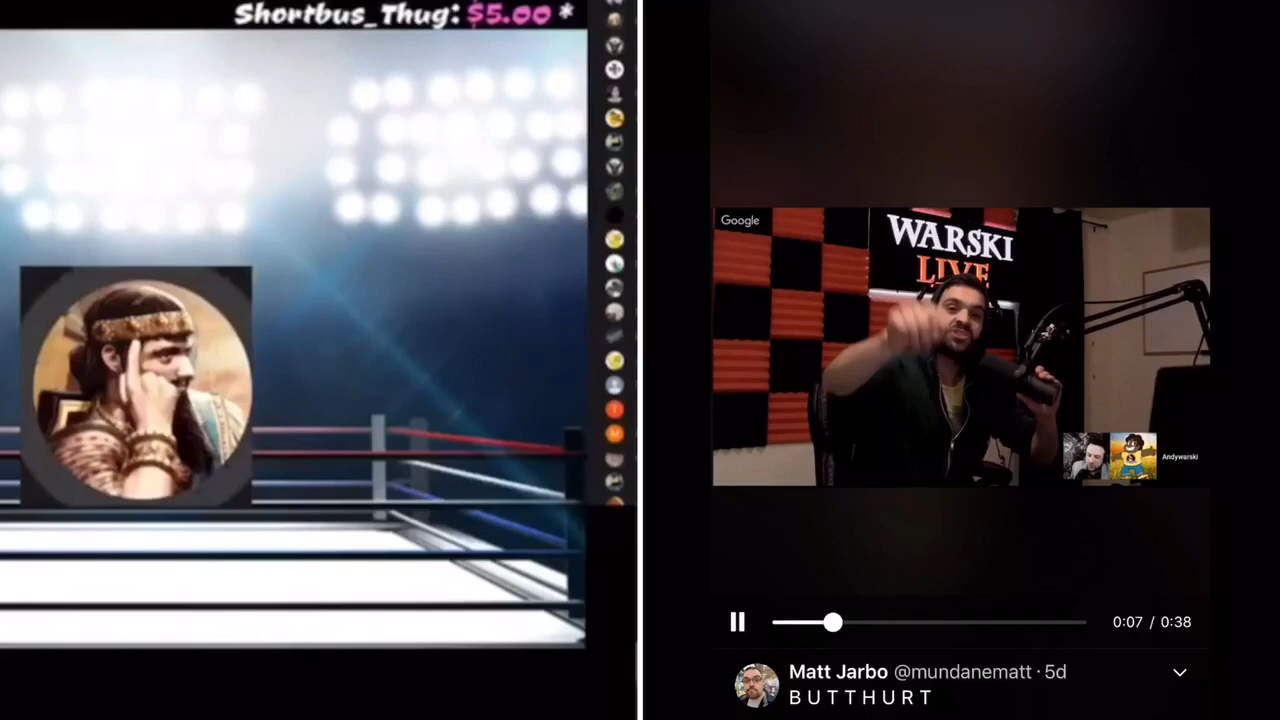 Shortbus_Thug: $5.00 *
Google
WARSKI
LIVE
Andywarski
0:07 / 0:38
Matt Jarbo @mundanematt · 5d
B U T T H U R T